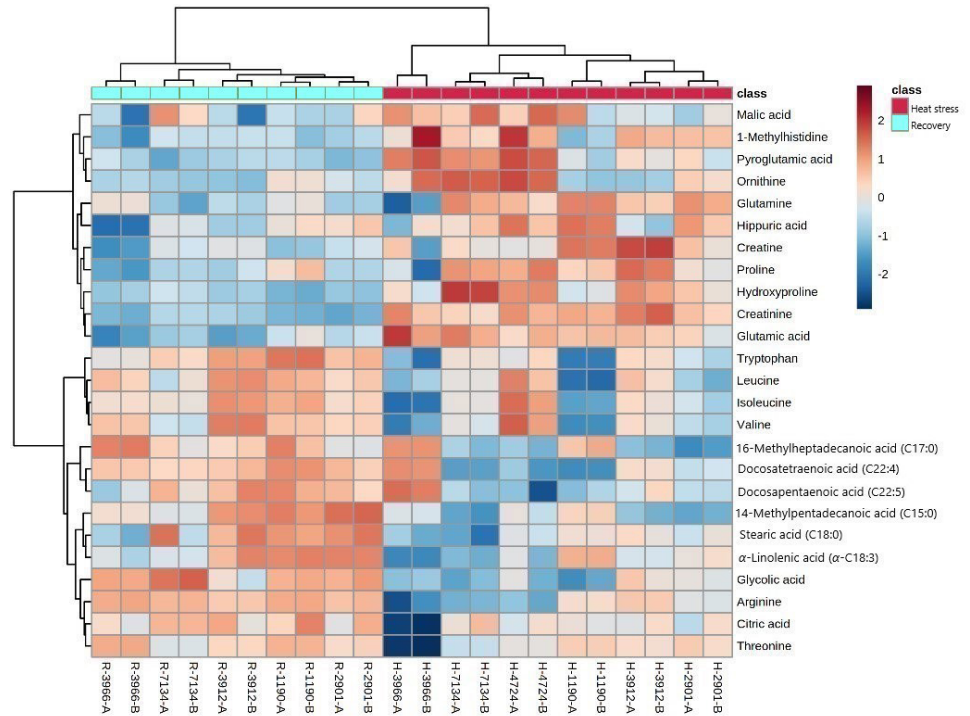 class
Malic acid
1-Methylhistidine
Pyroglutamic acid
Ornithine
Glutamine
Hippuric acid
Creatine
Proline
Hydroxyproline
Creatinine
Glutamic acid
Tryptophan
Leucine
Isoleucine
Valine
16-Methylheptadecanoic acid (C17:0)
Docosatetraenoic acid (C22:4)
Docosapentaenoic acid (C22:5)
14-Methylpentadecanoic acid (C15:0)
Stearic acid (C18:0)
α-Linolenic acid (α-C18:3)
Glycolic acid
Arginine
Citric acid
Threonine
2
1
0
-1
-2
class
Heat stress
Recovery
R-3966-A
R-3966-B
R-7134-A
R-7134-B
R-3912-A
R-3912-B
R-1190-A
R-1190-B
R-2901-A
R-2901-B
H-3966-A
H-3966-B
H-7134-A
H-7134-B
H-4724-A
H-4724-B
H-1190-A
H-1190-B
H-3912-A
H-3912-B
H-2901-A
H-2901-B